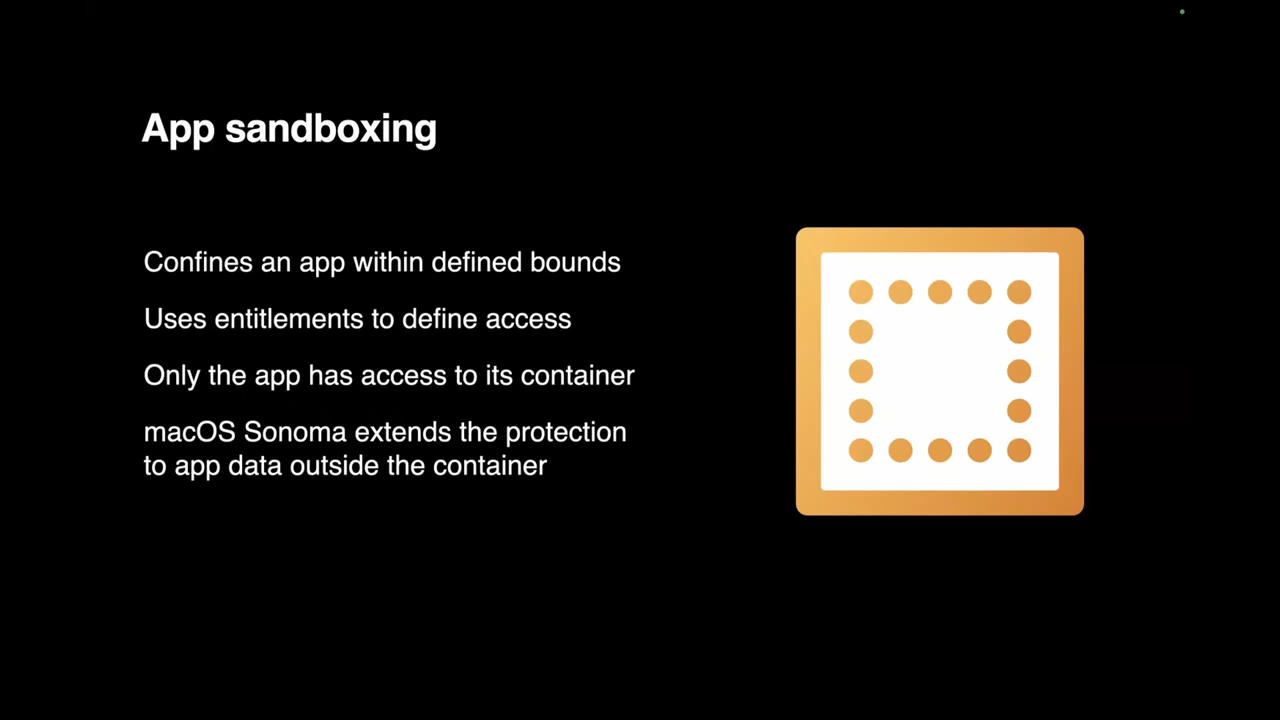 App sandboxing
Confines an app within defined bounds
Uses entitlements to define access
Only the app has access to its container
macOS Sonoma extends the protection
to app data outside the container